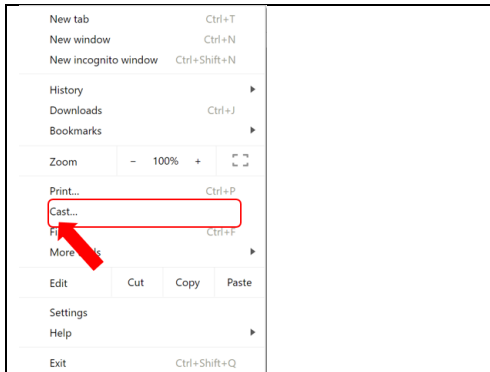 New tab Ctrl+T
New window Ctrl+N
New incognito window Ctrl+Shift+N
History
Downloads Ctrl+J
Bookmarks
Zoom − 100% +
Print... Ctrl+P
Cast...
Ctrl+F
More
Edit Cut Copy Paste
Settings
Help
Exit Ctrl+Shift+Q